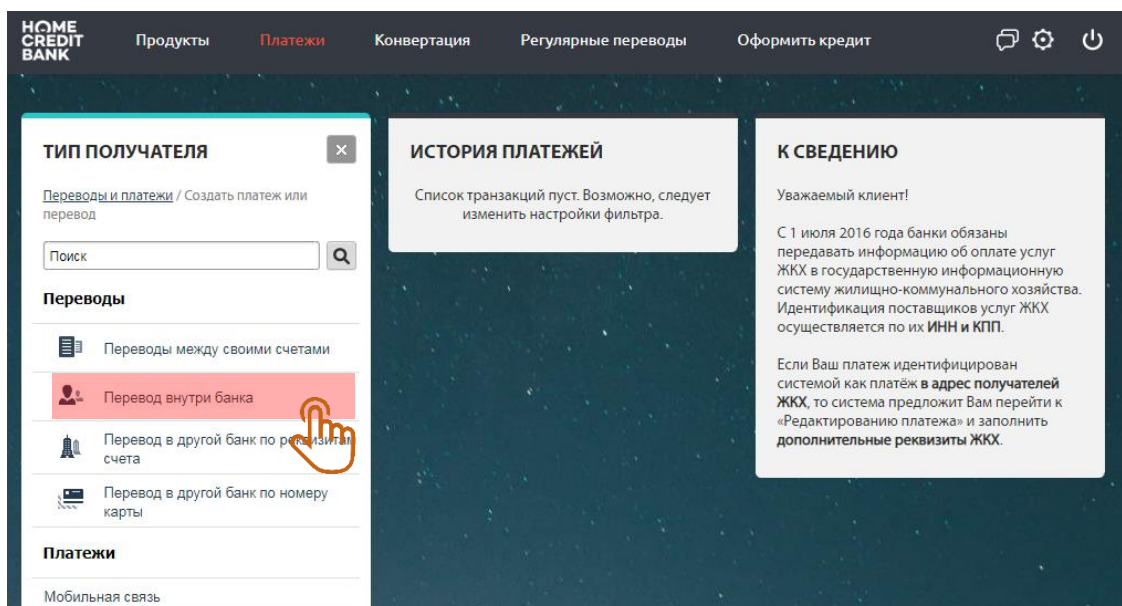 HOME
CREDIT
BANK
Продукты
Платежи
Конвертация
Регулярные переводы
Оформить кредит
ТИП ПОЛУЧАТЕЛЯ
Переводы и платежи / Создать платеж или
перевод
Поиск
Переводы
Переводы между своими счетами
Перевод внутри банка
Перевод в другой банк по реквизитам
счета
Перевод в другой банк по номеру
карты
Платежи
Мобильная связь
ИСТОРИЯ ПЛАТЕЖЕЙ
Список транзакций пуст. Возможно, следует
изменить настройки фильтра.
К СВЕДЕНИЮ
Уважаемый клиент!
С 1 июля 2016 года банки обязаны
передавать информацию об оплате услуг
ЖКХ в государственную информационную
систему жилищно-коммунального хозяйства.
Идентификация поставщиков услуг ЖКХ
осуществляется по их ИНН и КПП.
Если Ваш платеж идентифицирован
системой как платёж в адрес получателей
ЖКХ, то система предложит Вам перейти к
«Редактированию платежа» и заполнить
дополнительные реквизиты ЖКХ.